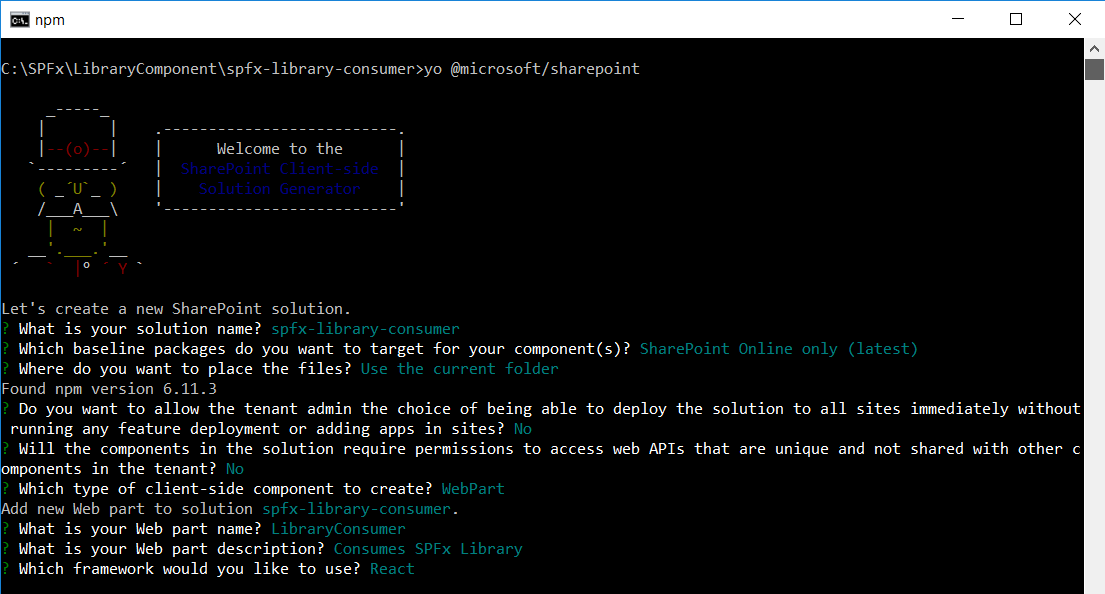 npm
C:\SPFx\LibraryComponent\spfx-library-consumer>yo @microsoft/sharepoint
     _-----_
    |       |    .--------------------------.
    |--(o)--|    |      Welcome to the      |
   `---------´   |  SharePoint Client-side  |
    ( _´U`_ )    |    Solution Generator    |
    /___A___\    '--------------------------'
     |  ~  |
   __'.___.'__
 ´   `  |° ´ Y `
Let's create a new SharePoint solution.
? What is your solution name? spfx-library-consumer
? Which baseline packages do you want to target for your component(s)? SharePoint Online only (latest)
? Where do you want to place the files? Use the current folder
Found npm version 6.11.3
? Do you want to allow the tenant admin the choice of being able to deploy the solution to all sites immediately without
 running any feature deployment or adding apps in sites? No
? Will the components in the solution require permissions to access web APIs that are unique and not shared with other c
omponents in the tenant? No
? Which type of client-side component to create? WebPart
Add new Web part to solution spfx-library-consumer.
? What is your Web part name? LibraryConsumer
? What is your Web part description? Consumes SPFx Library
? Which framework would you like to use? React